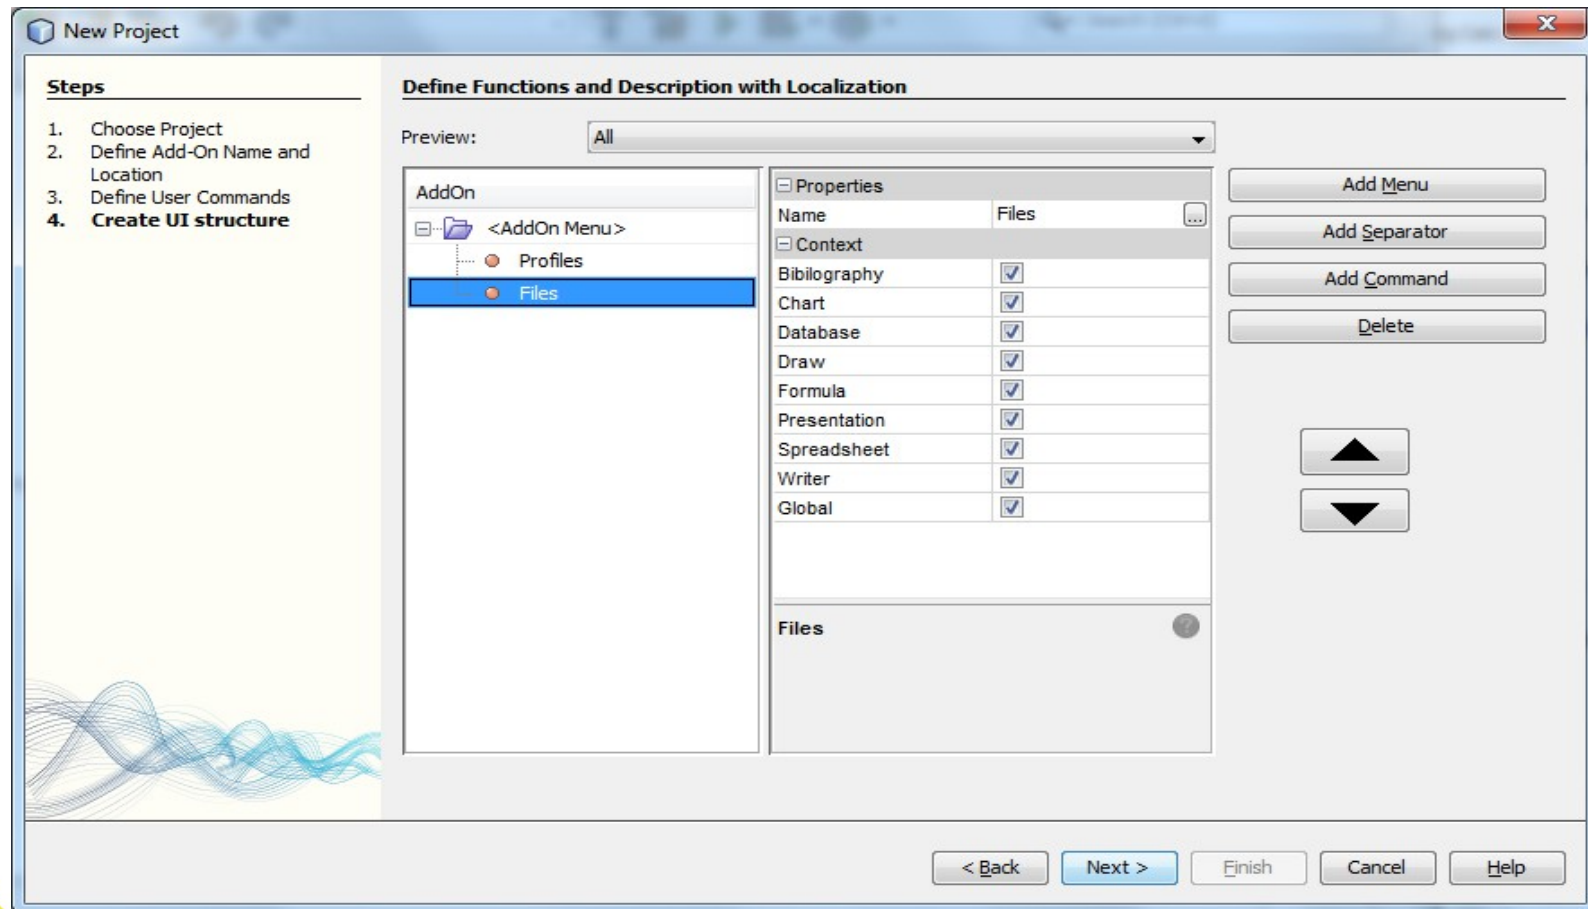 New Project
Steps
1. Choose Project
2. Define Add-On Name and
Location
3. Define User Commands
4. Create UI structure
Define Functions and Description with Localization
Preview: All
AddOn
<AddOn Menu>
Profiles
Files
Properties
Name Files ...
Context
Bibilography
Chart
Database
Draw
Formula
Presentation
Spreadsheet
Writer
Global
Files
?
Add Menu
Add Separator
Add Command
Delete
< Back
Next >
Finish
Cancel
Help